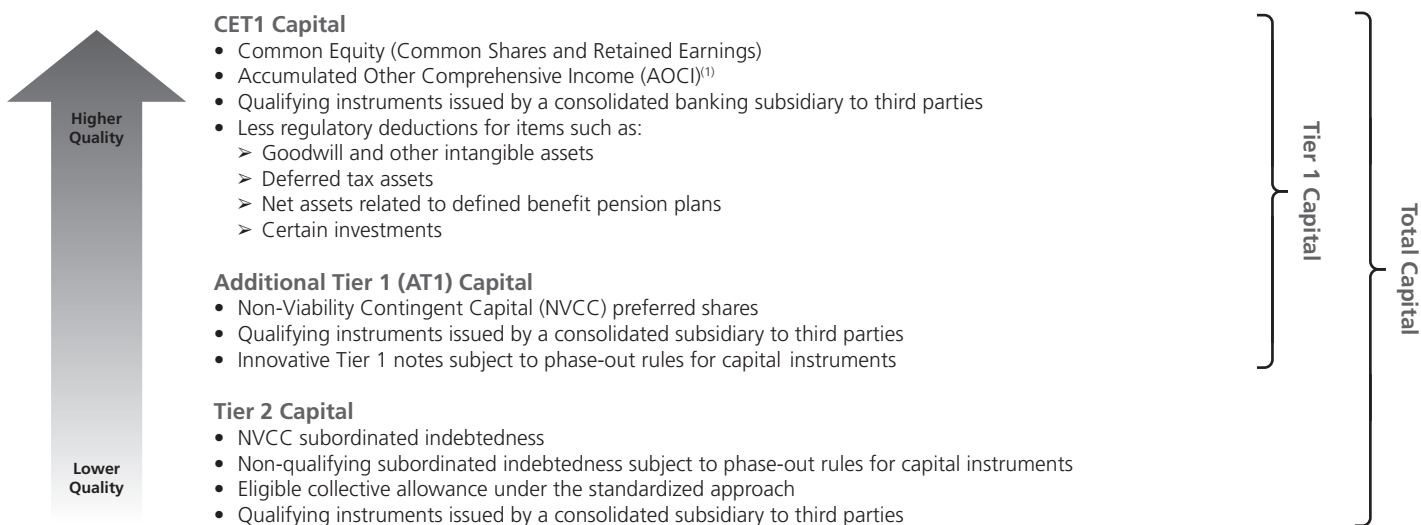 CET1 Capital
• Common Equity (Common Shares and Retained Earnings)
• Accumulated Other Comprehensive Income (AOCI)(1)
• Qualifying instruments issued by a consolidated banking subsidiary to third parties
• Less regulatory deductions for items such as:
➢ Goodwill and other intangible assets
➢ Deferred tax assets
➢ Net assets related to defined benefit pension plans
➢ Certain investments
Additional Tier 1 (AT1) Capital
• Non-Viability Contingent Capital (NVCC) preferred shares
• Qualifying instruments issued by a consolidated subsidiary to third parties
• Innovative Tier 1 notes subject to phase-out rules for capital instruments
Tier 2 Capital
• NVCC subordinated indebtedness
• Non-qualifying subordinated indebtedness subject to phase-out rules for capital instruments
• Eligible collective allowance under the standardized approach
• Qualifying instruments issued by a consolidated subsidiary to third parties
Higher
Quality
Lower
Quality
Tier 1 Capital
Total Capital